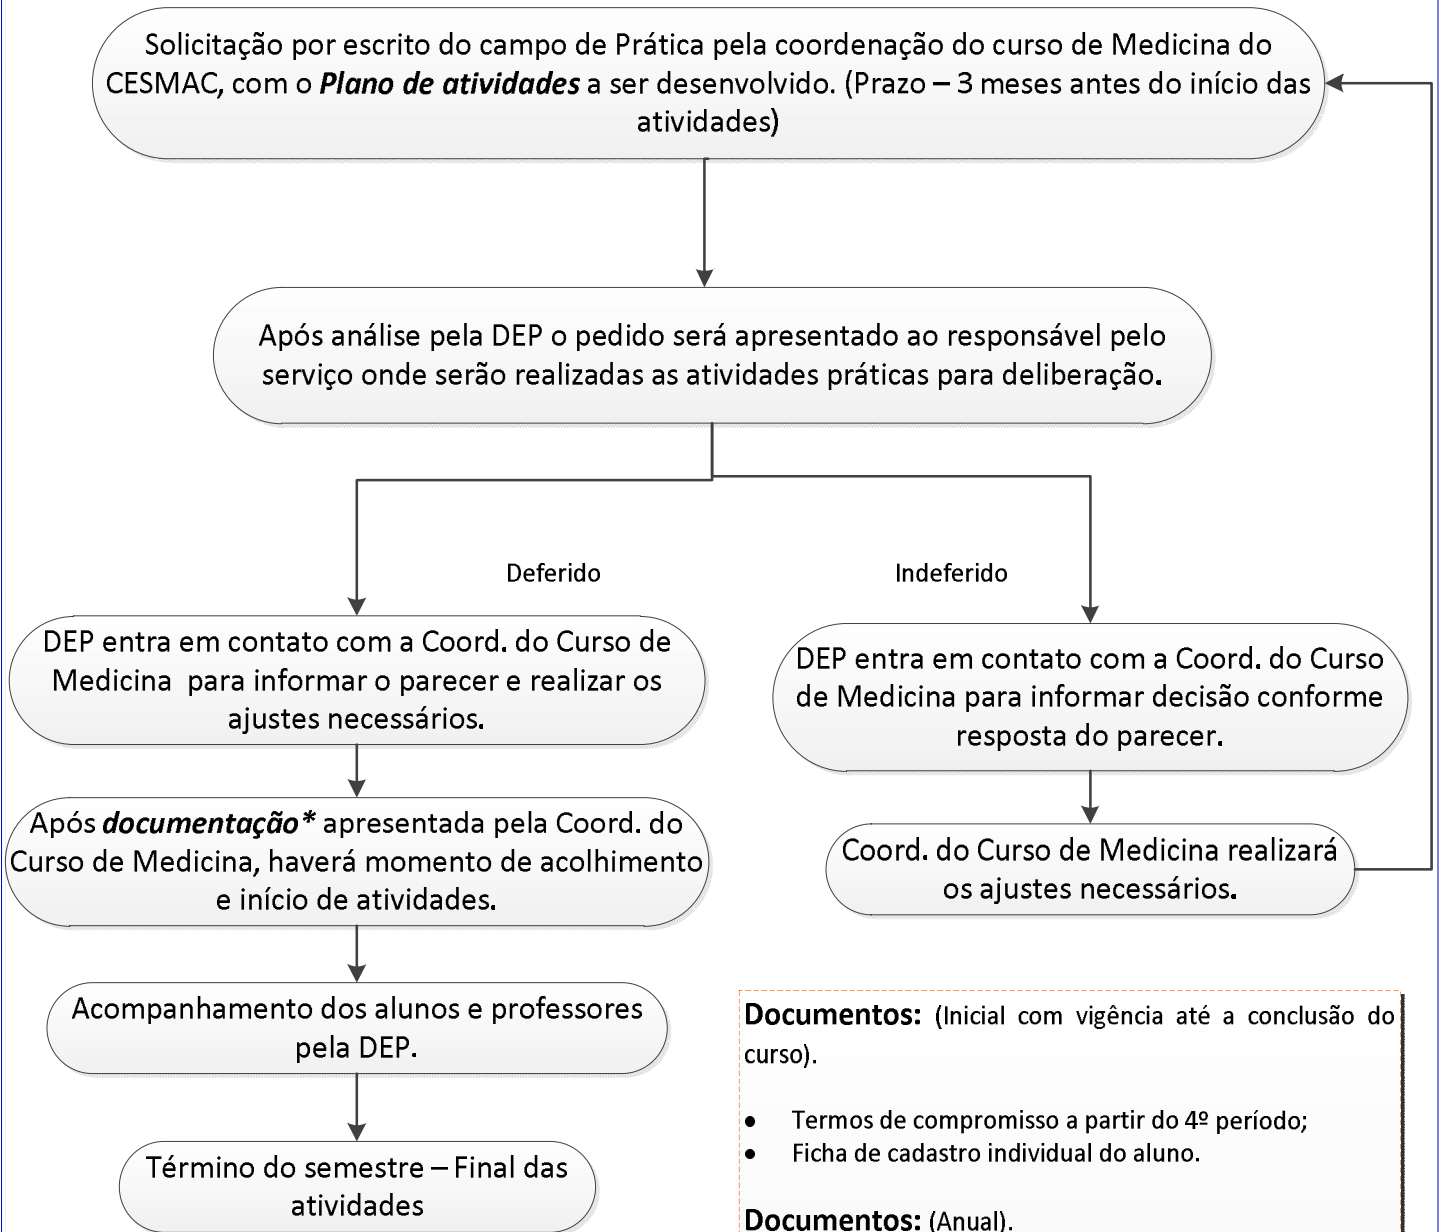 Solicitação por escrito do campo de Prática pela coordenação do curso de Medicina do
CESMAC, com o Plano de atividades a ser desenvolvido. (Prazo – 3 meses antes do início das
atividades)
Após análise pela DEP o pedido será apresentado ao responsável pelo
serviço onde serão realizadas as atividades práticas para deliberação.
Deferido
Indeferido
DEP entra em contato com a Coord. do Curso de
Medicina para informar o parecer e realizar os
ajustes necessários.
DEP entra em contato com a Coord. do Curso
de Medicina para informar decisão conforme
resposta do parecer.
Após documentação* apresentada pela Coord. do
Curso de Medicina, haverá momento de acolhimento
e início de atividades.
Coord. do Curso de Medicina realizará
os ajustes necessários.
Acompanhamento dos alunos e professores
pela DEP.
Término do semestre – Final das
atividades
Documentos: (Inicial com vigência até a conclusão do
curso).
• Termos de compromisso a partir do 4º período;
• Ficha de cadastro individual do aluno.
Documentos: (Anual).